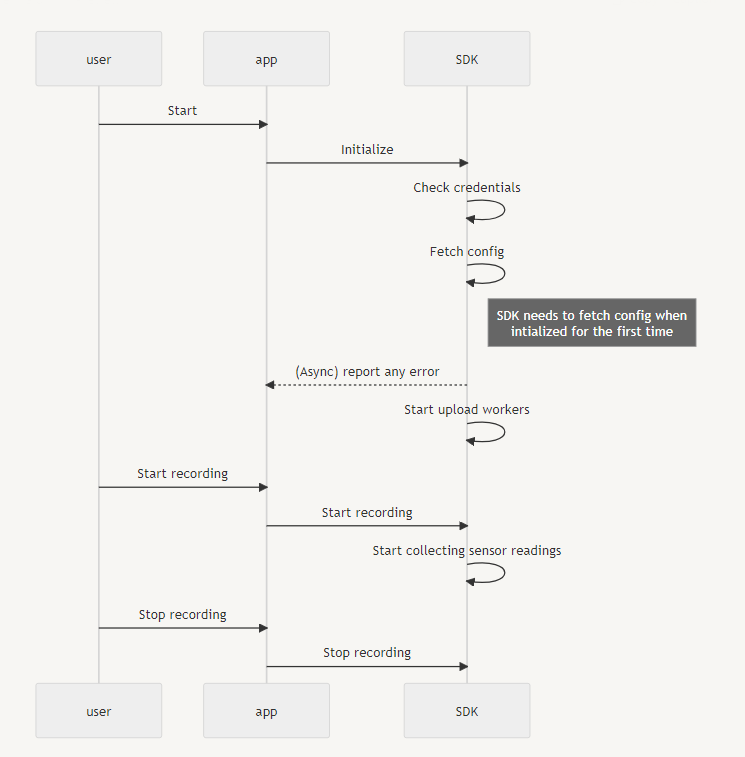 user
app
SDK
Start
Initialize
Check credentials
Fetch config
SDK needs to fetch config when
intialized for the first time
(Async) report any error
Start upload workers
Start recording
Start recording
Start collecting sensor readings
Stop recording
Stop recording
user
app
SDK